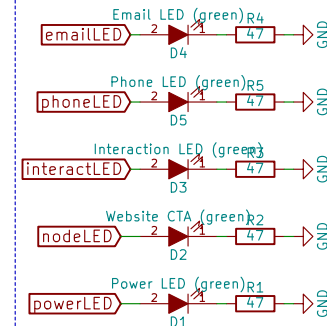 Email LED (green) R4
emailLED 2 1 47 GND
D4
Phone LED (green) R5
phoneLED 2 1 47 GND
D5
Interaction LED (green) R3
interactLED 2 1 47 GND
D3
Website CTA (green) R2
nodeLED 2 1 47 GND
D2
Power LED (green) R1
powerLED 2 1 47 GND
D1